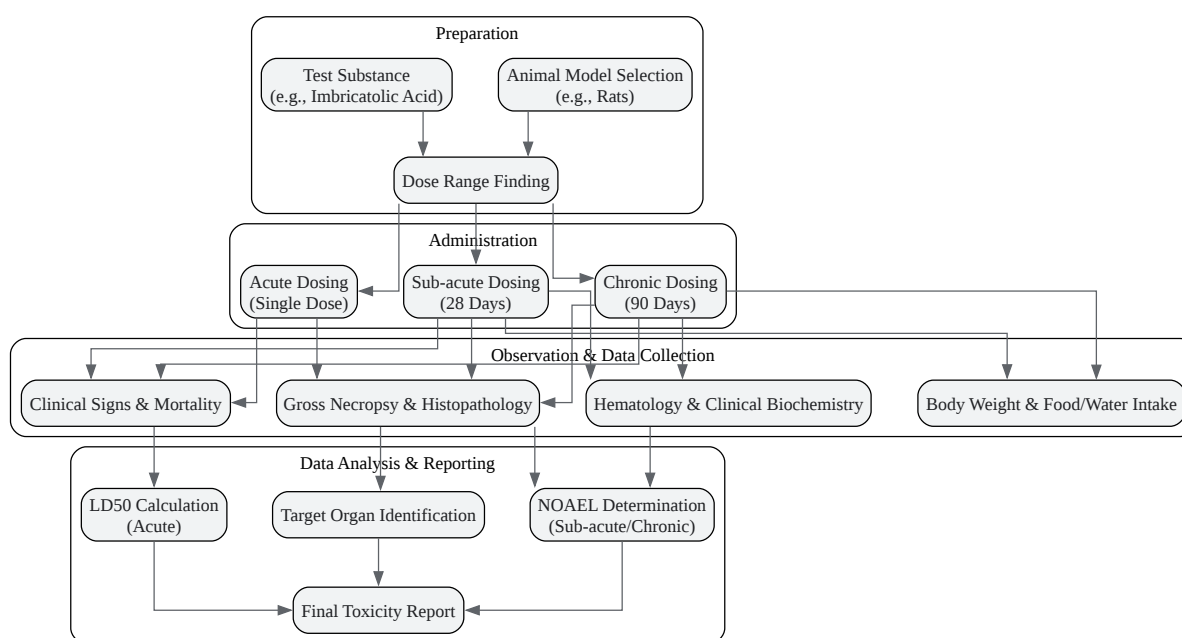 Preparation
Test Substance
(e.g., Imbricatolic Acid)
Animal Model Selection
(e.g., Rats)
Dose Range Finding
Administration
Acute Dosing
(Single Dose)
Sub-acute Dosing
(28 Days)
Chronic Dosing
(90 Days)
Observation & Data Collection
Clinical Signs & Mortality
Gross Necropsy & Histopathology
Hematology & Clinical Biochemistry
Body Weight & Food/Water Intake
Data Analysis & Reporting
LD50 Calculation
(Acute)
Target Organ Identification
NOAEL Determination
(Sub-acute/Chronic)
Final Toxicity Report